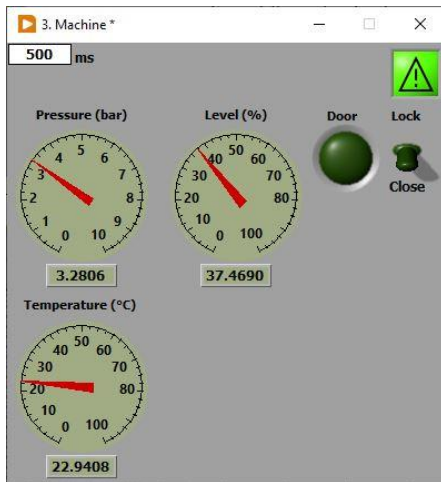 3. Machine *
500 ms
Pressure (bar)
0 1 2 3 4 5 6 7 8 9 10
3.2806
Level (%)
0 10 20 30 40 50 60 70 80 100
37.4690
Door
Lock
Close
Temperature (°C)
0 10 20 30 40 50 60 70 80 100
22.9408